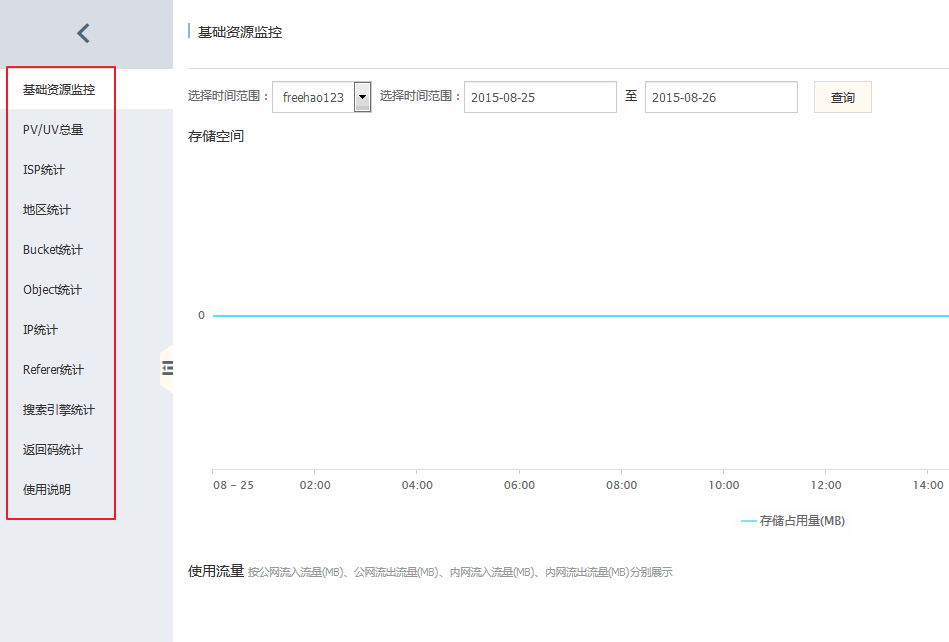 基础资源监控
PV/UV总量
ISP统计
地区统计
Bucket统计
Object统计
IP统计
Referer统计
搜索引擎统计
返回码统计
使用说明
基础资源监控
选择时间范围： freehao123 选择时间范围： 2015-08-25 至 2015-08-26 查询
存储空间
0
08 - 25 02:00 04:00 06:00 08:00 10:00 12:00 14:00
存储占用量(MB)
使用流量 按公网流入流量(MB)、公网流出流量(MB)、内网流入流量(MB)、内网流出流量(MB)分别展示